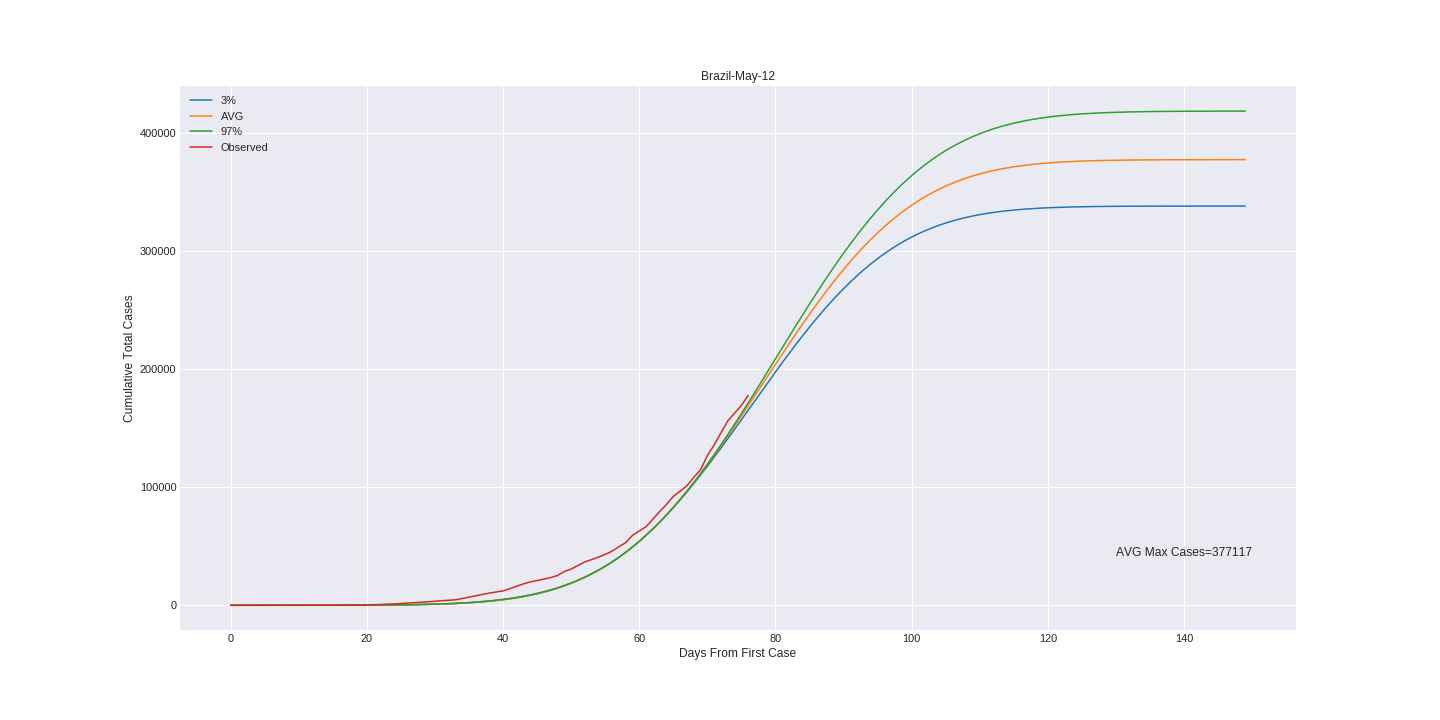 Brazil-May-12
3%
AVG
97%
Observed
400000
300000
200000
100000
0
Cumulative Total Cases
AVG Max Cases=377117
0 20 40 60 80 100 120 140
Days From First Case